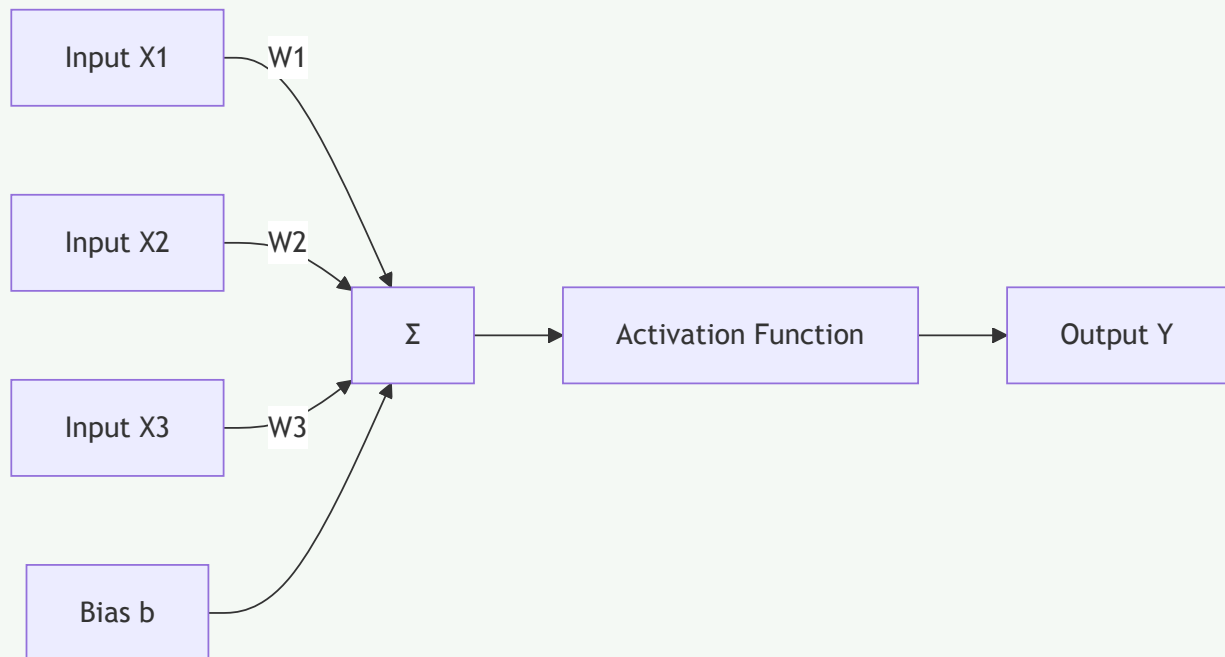 Input X1
W1
Input X2
W2
Σ
Activation Function
Output Y
Input X3
W3
Bias b